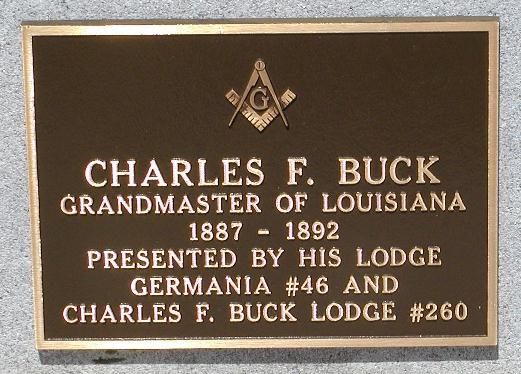 G
CHARLES F. BUCK
GRANDMASTER OF LOUISIANA
1887 - 1892
PRESENTED BY HIS LODGE
GERMANIA #46 AND
CHARLES F. BUCK LODGE #260